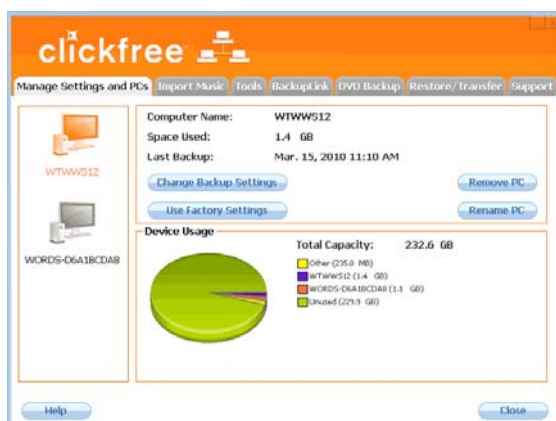 clickfree
Manage Settings and PCs Import Music Tools BackupLink DVD Backup Restore/Transfer Support
WTWWS12
WORDS-D6A1BCDA8
Computer Name: WTWWS12
Space Used: 1.4 GB
Last Backup: Mar. 15, 2010 11:10 AM
Change Backup Settings Remove PC
Use Factory Settings Rename PC
Device Usage
Total Capacity: 232.6 GB
Other (235.0 MB)
WTWWS12 (1.4 GB)
WORDS-D6A1BCDA8 (1.1 GB)
Unused (229.9 GB)
Help Close